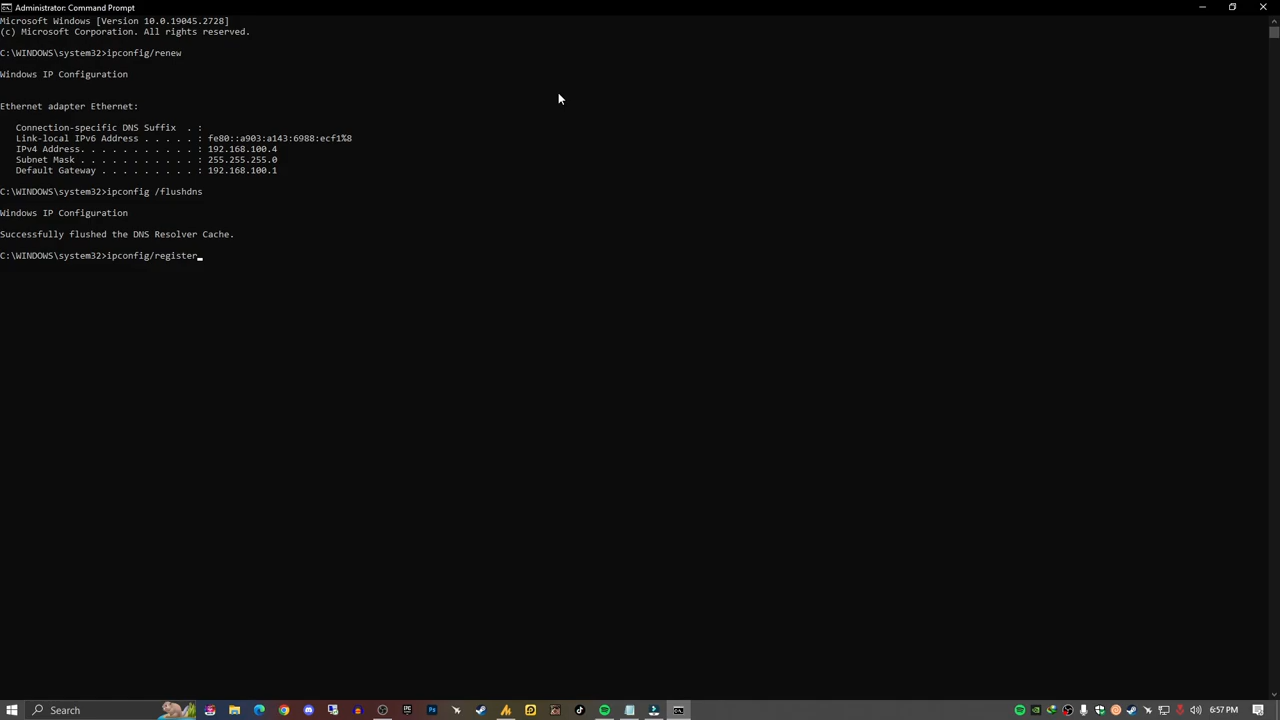 Administrator: Command Prompt
Microsoft Windows [Version 10.0.19045.2728]
(c) Microsoft Corporation. All rights reserved.
C:\WINDOWS\system32>ipconfig/renew
Windows IP Configuration
Ethernet adapter Ethernet:
Connection-specific DNS Suffix . :
Link-local IPv6 Address . . . . . : fe80::a903:a143:6988:ecf1%8
IPv4 Address. . . . . . . . . . . : 192.168.100.4
Subnet Mask . . . . . . . . . . . : 255.255.255.0
Default Gateway . . . . . . . . . : 192.168.100.1
C:\WINDOWS\system32>ipconfig /flushdns
Windows IP Configuration
Successfully flushed the DNS Resolver Cache.
C:\WINDOWS\system32>ipconfig/register
Search
6:57 PM